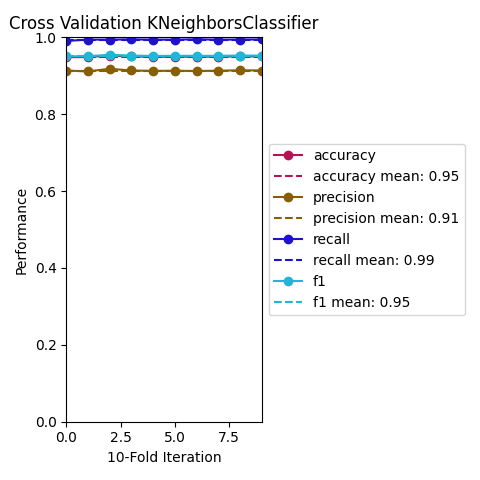 Cross Validation KNeighborsClassifier
1.0
0.8
0.6
0.4
0.2
0.0
Performance
0.0 2.5 5.0 7.5
10-Fold Iteration
accuracy
accuracy mean: 0.95
precision
precision mean: 0.91
recall
recall mean: 0.99
f1
f1 mean: 0.95